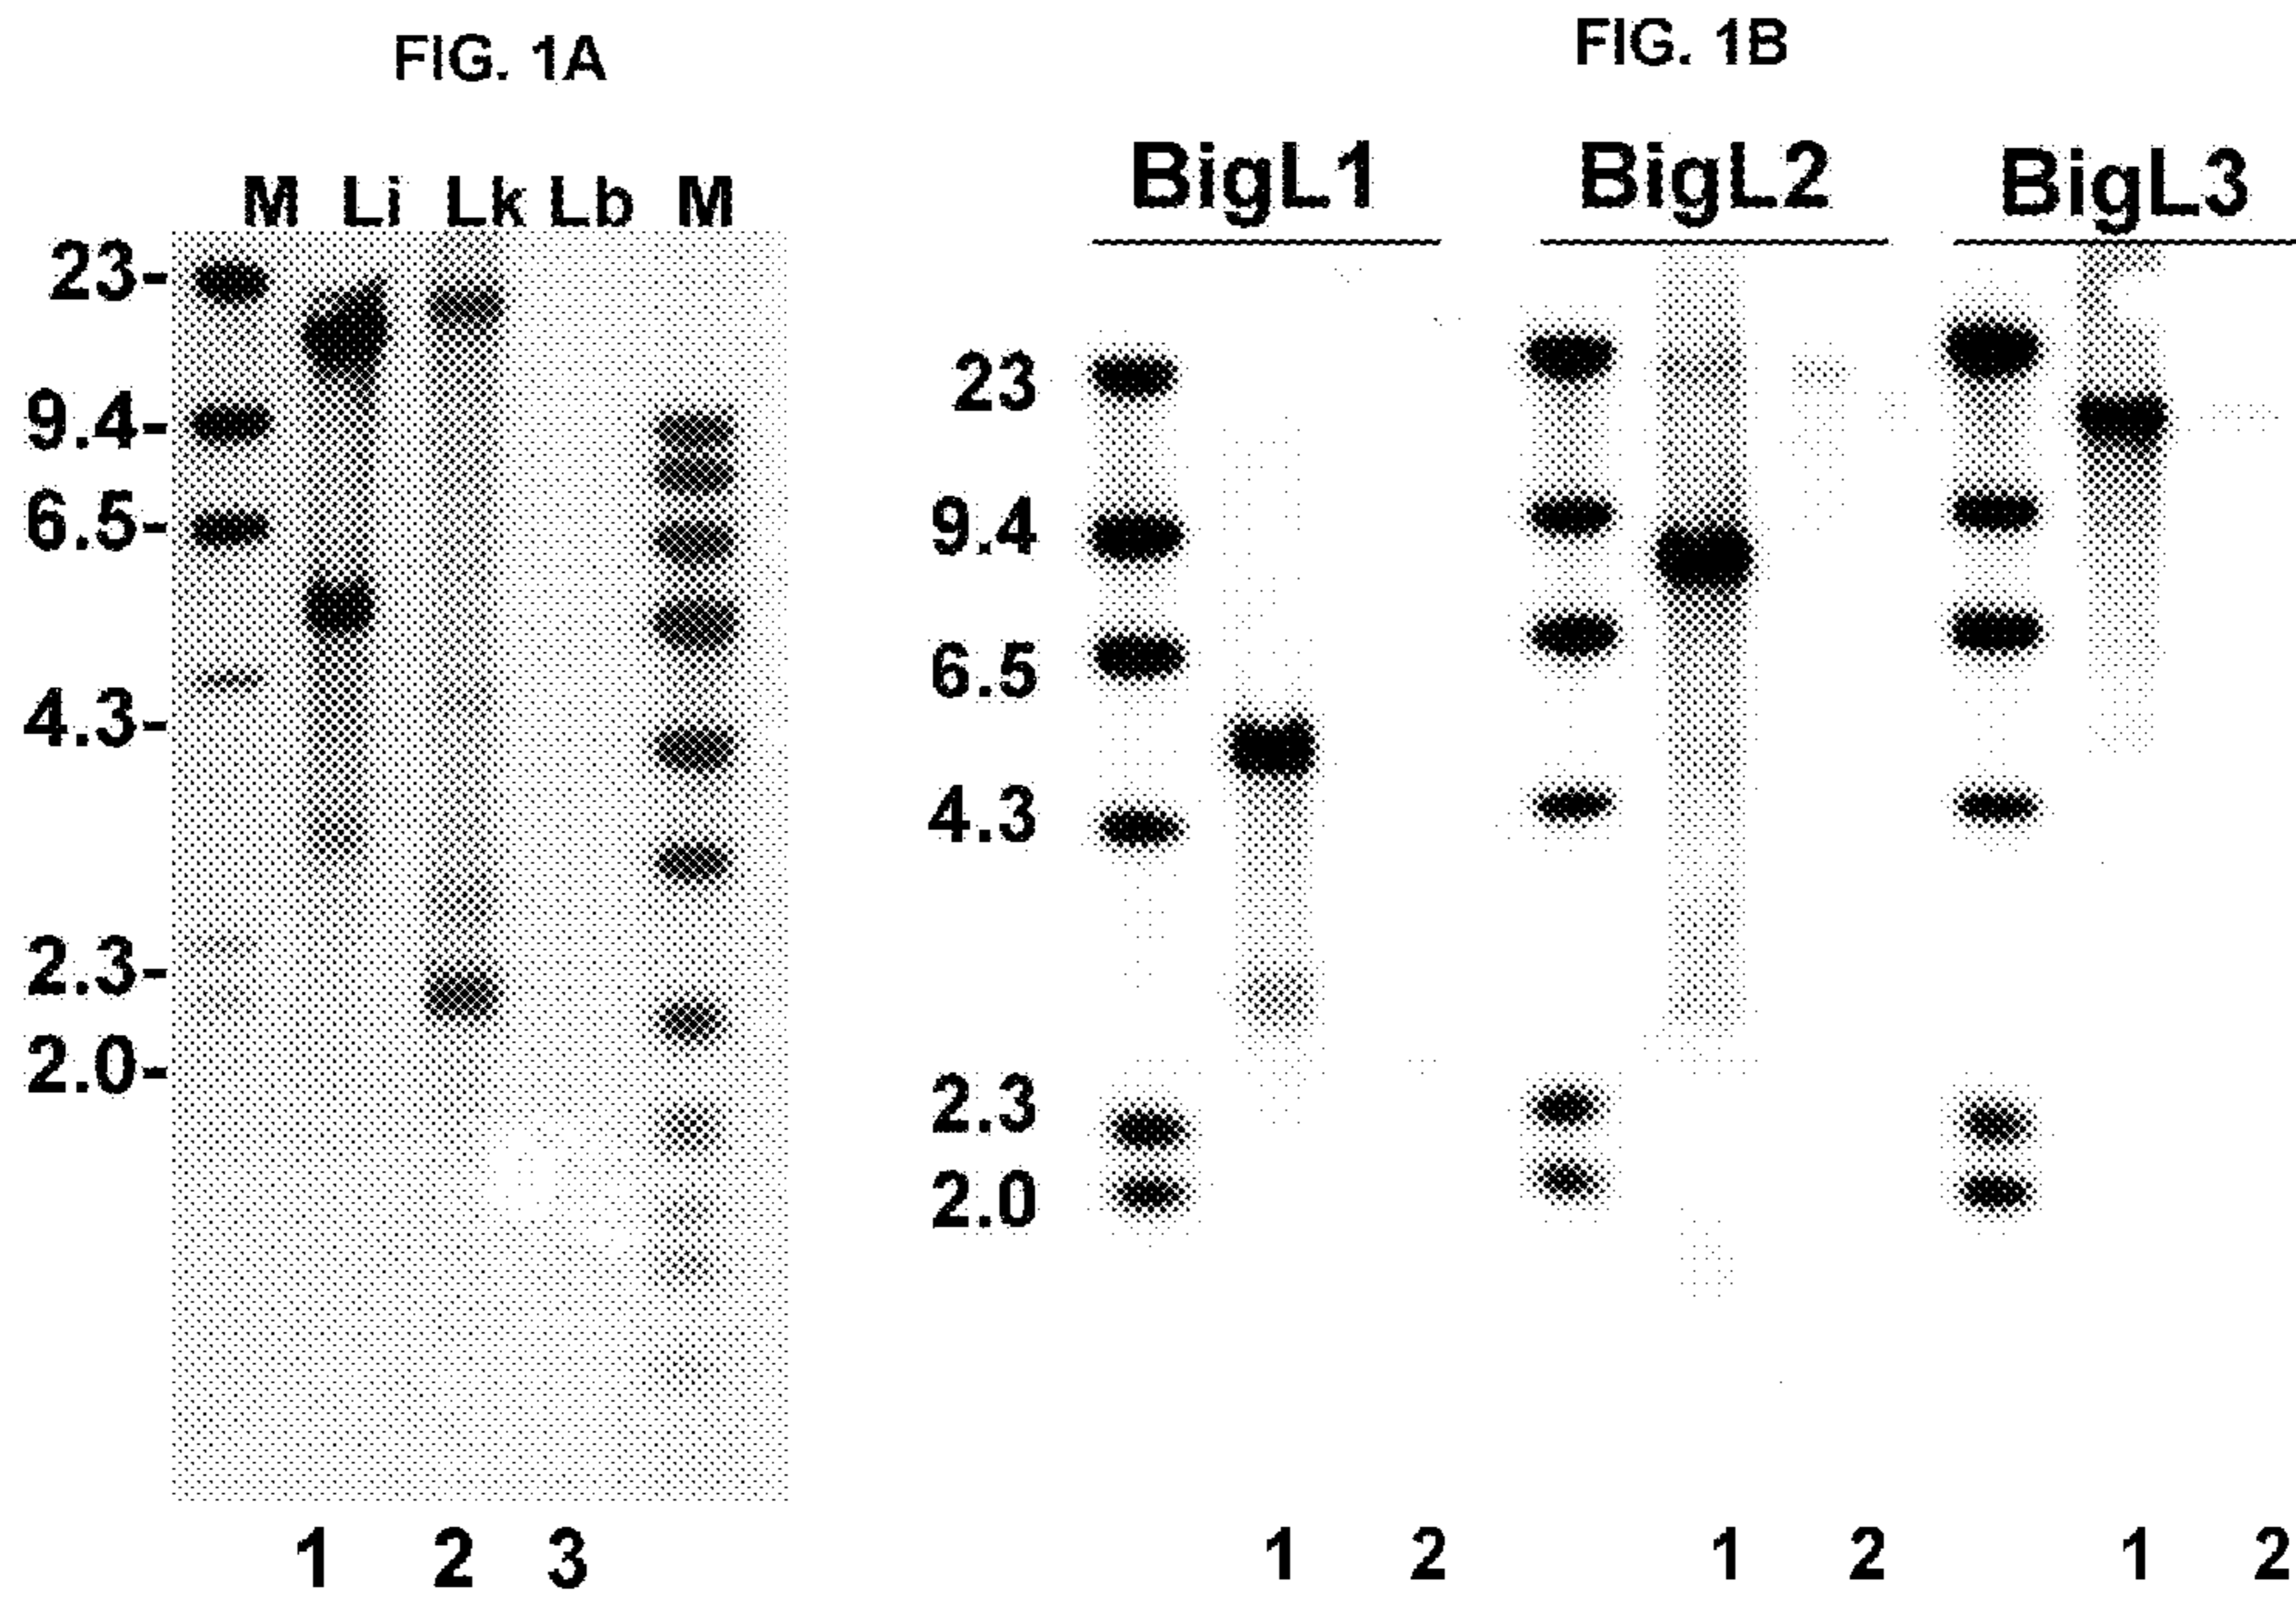 FIG. 1A
M Li Lk Lb M
23-
9.4-
6.5-
4.3-
2.3-
2.0-
1 2 3
FIG. 1B
BigL1 BigL2 BigL3
23
9.4
6.5
4.3
2.3
2.0
1 2 1 2 1 2